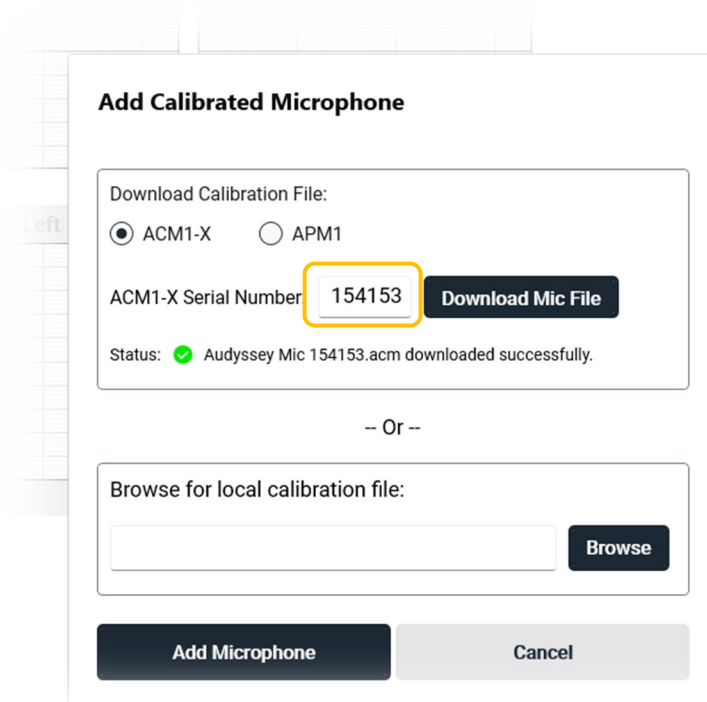 Left
Add Calibrated Microphone
Download Calibration File:
ACM1-X APM1
ACM1-X Serial Number 154153 Download Mic File
Status: Audyssey Mic 154153.acm downloaded successfully.
-- Or --
Browse for local calibration file:
Browse
Add Microphone Cancel